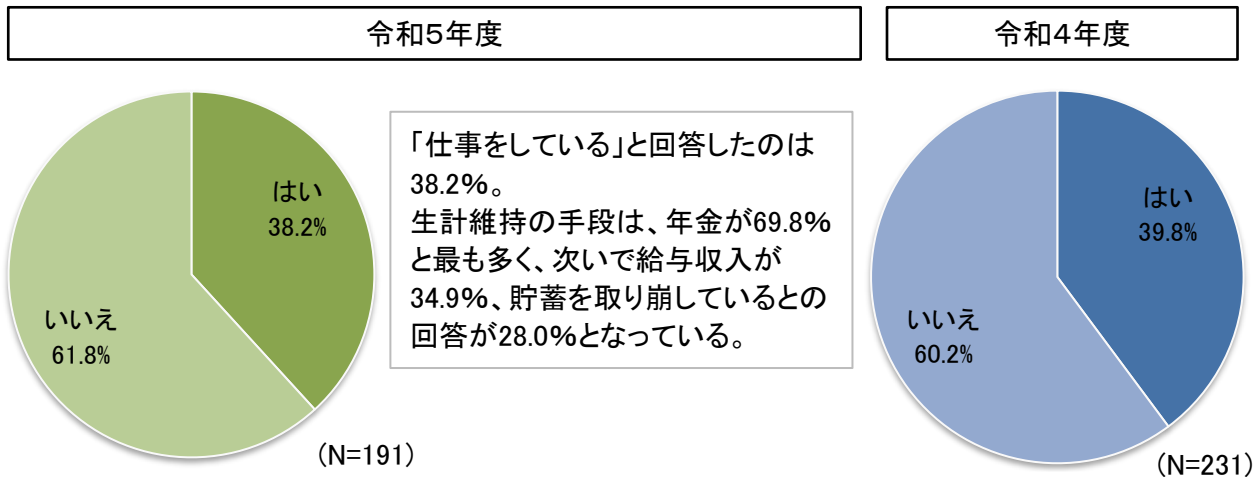 令和5年度
はい
38.2%
いいえ
61.8%
(N=191)
「仕事をしている」と回答したのは
38.2%。
生計維持の手段は、年金が69.8%
と最も多く、次いで給与収入が
34.9%、貯蓄を取り崩しているとの
回答が28.0%となっている。
令和4年度
はい
39.8%
いいえ
60.2%
(N=231)